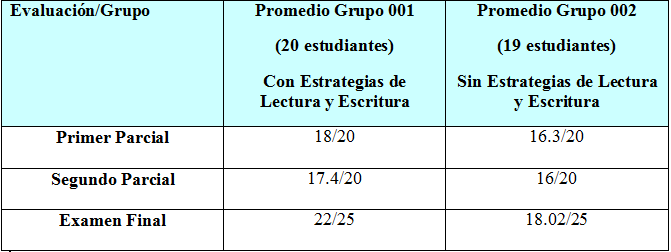 Evaluación/Grupo
Promedio Grupo 001
(20 estudiantes)
Con Estrategias de
Lectura y Escritura
Promedio Grupo 002
(19 estudiantes)
Sin Estrategias de Lectura
y Escritura
Primer Parcial
18/20
16.3/20
Segundo Parcial
17.4/20
16/20
Examen Final
22/25
18.02/25